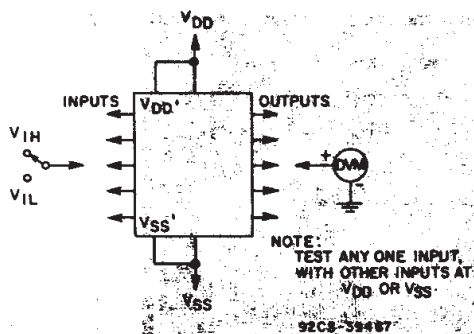 VDD
INPUTS
VDD'
OUTPUTS
VIH
VIL
+
DVM
-
VSS'
VSS
NOTE:
TEST ANY ONE INPUT,
WITH OTHER INPUTS AT
VDD OR VSS.
92CS-39467